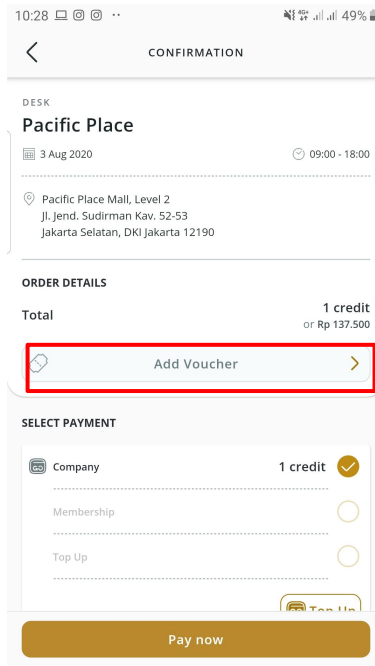 10:28 49%
CONFIRMATION
DESK
Pacific Place
3 Aug 2020 09:00 - 18:00
Pacific Place Mall, Level 2
Jl. Jend. Sudirman Kav. 52-53
Jakarta Selatan, DKI Jakarta 12190
ORDER DETAILS
Total 1 credit
or Rp 137.500
Add Voucher
SELECT PAYMENT
Company 1 credit
Membership
Top Up
Top Up
Pay now